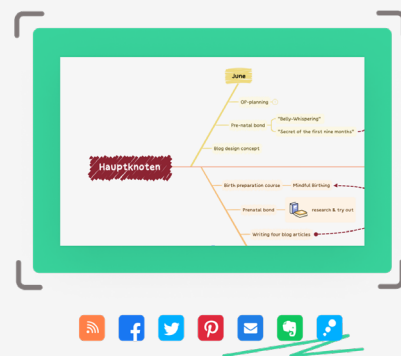 June
OP-planning
"Belly-Whispering"
Pre-natal bond
"Secret of the first nine months"
Blog design concept
Hauptknoten
Birth preparation course
Mindful Birthing
Prenatal bond
research & try out
Writing four blog articles